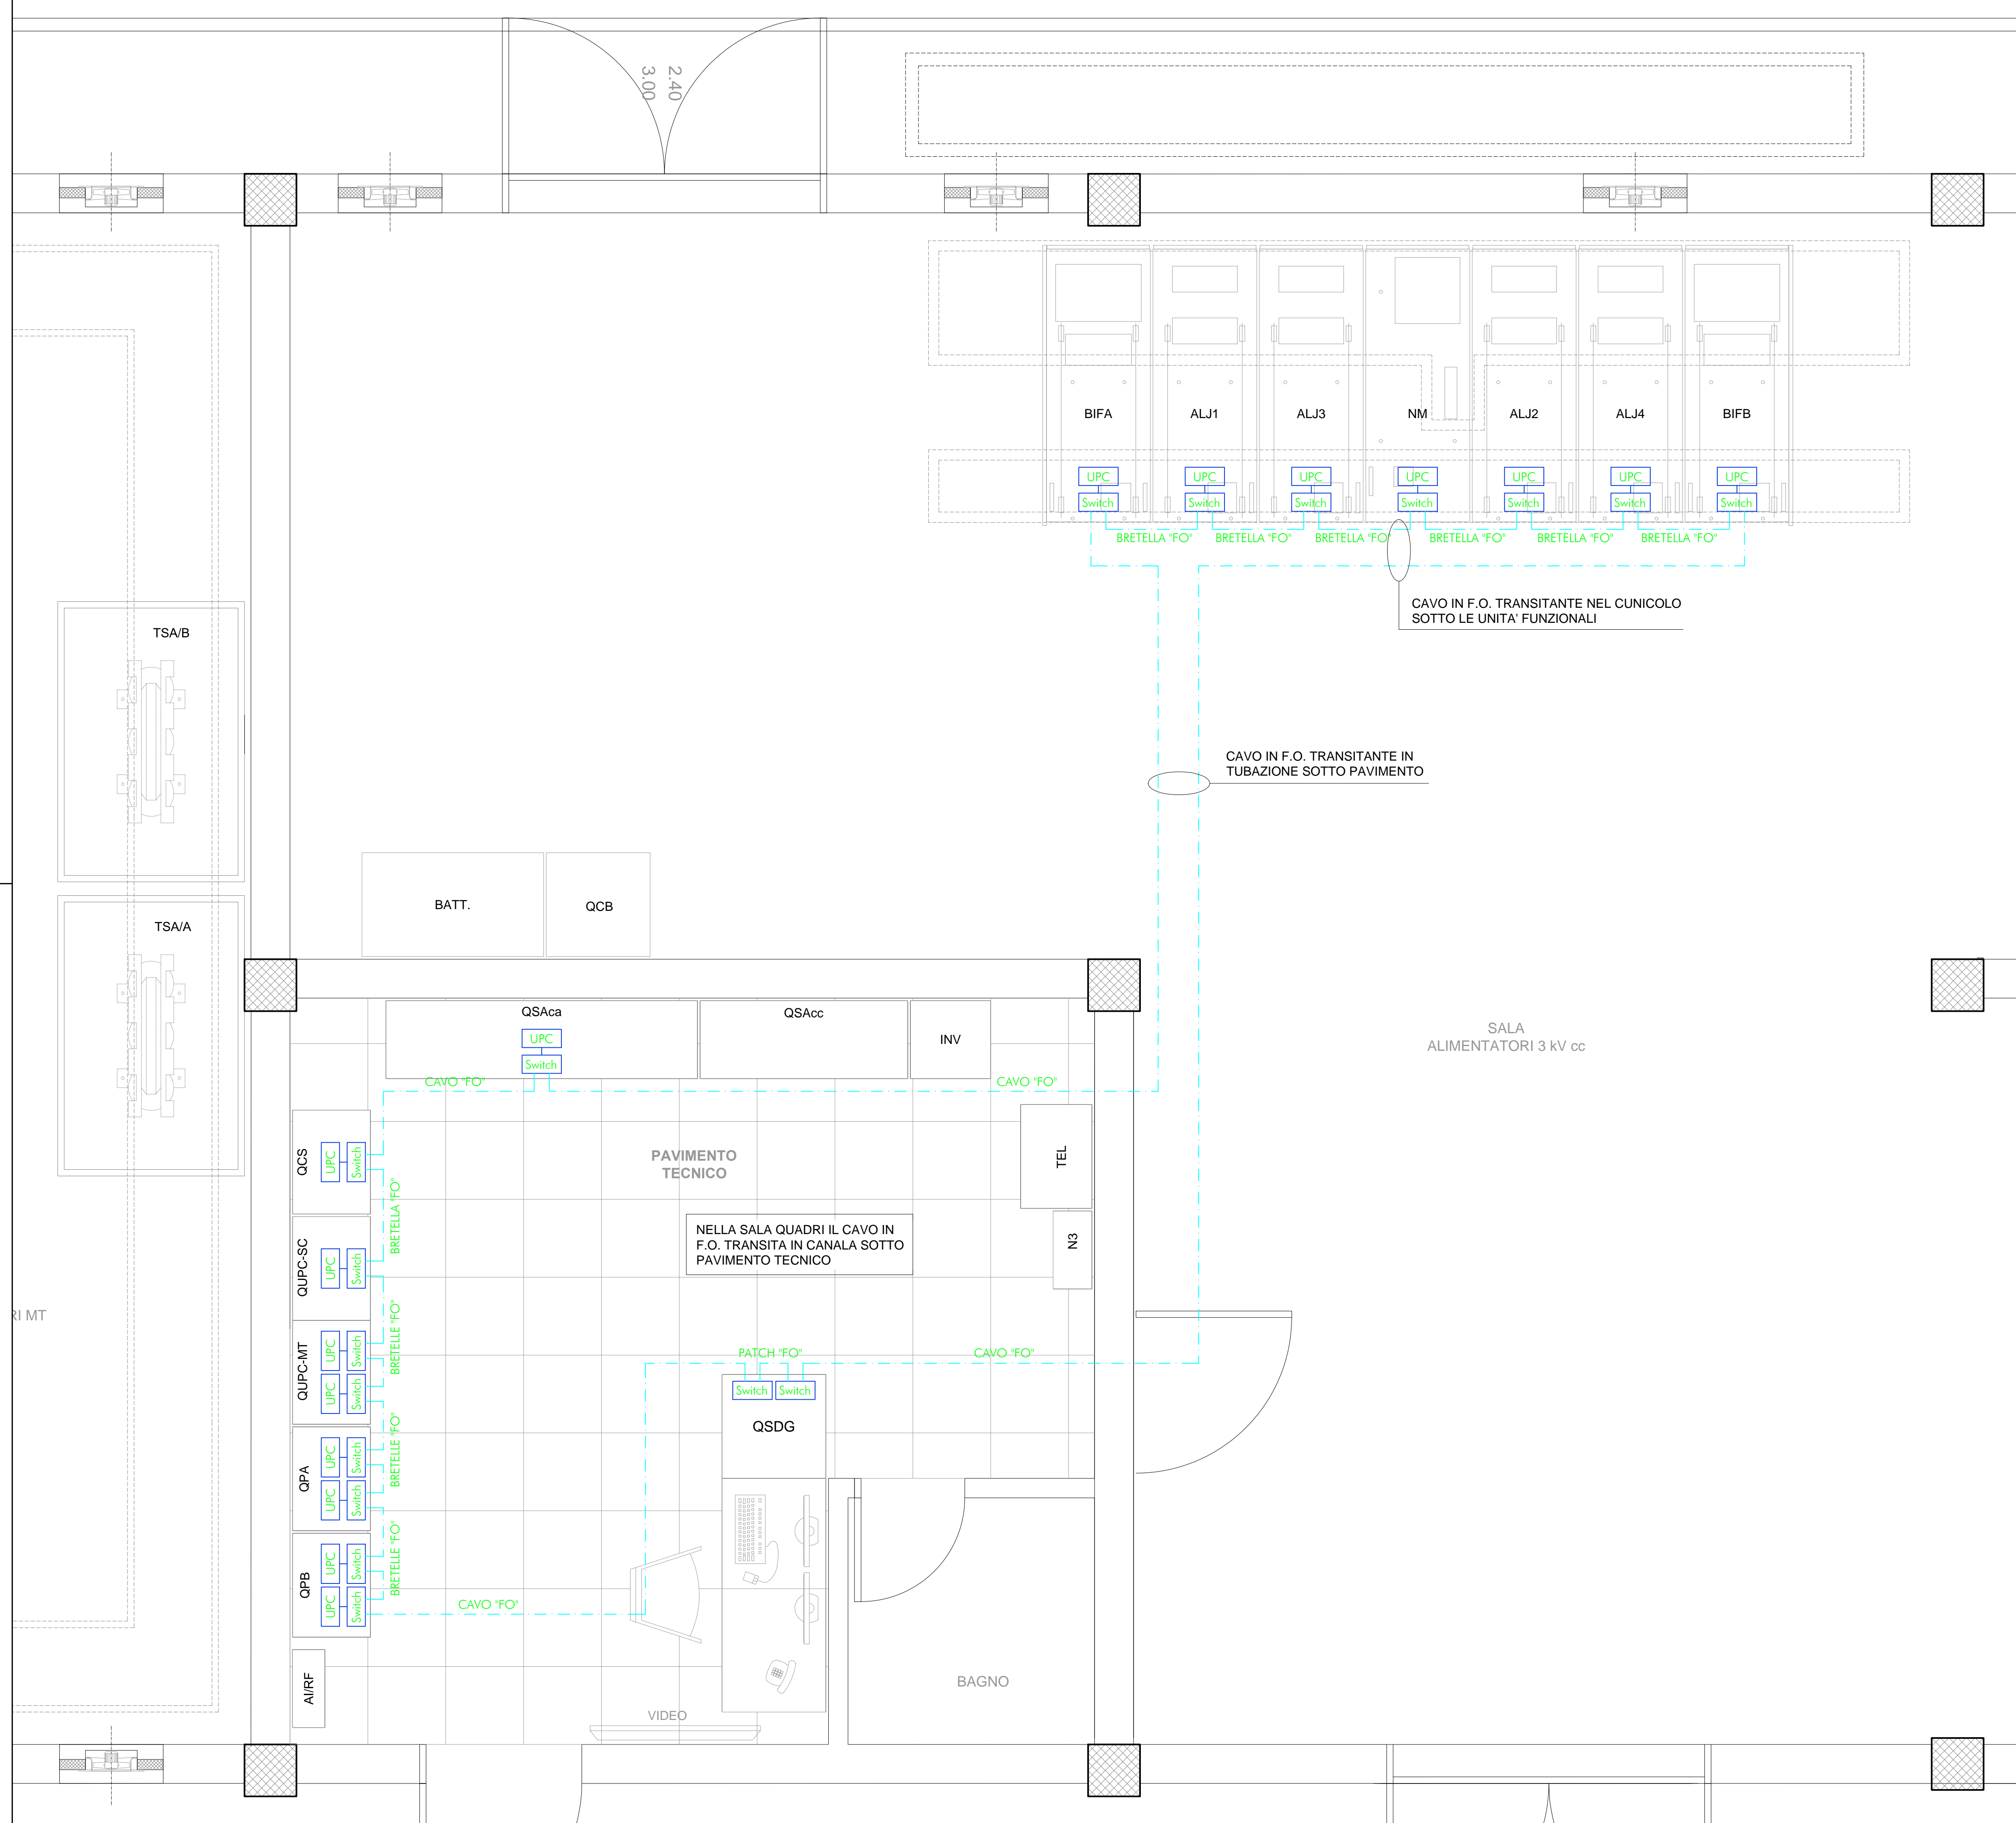 2.40
3.00
BIFA
ALJ1
ALJ3
NM
ALJ2
ALJ4
BIFB
UPC
UPC
UPC
UPC
UPC
UPC
UPC
Switch
Switch
Switch
Switch
Switch
Switch
Switch
BRETELLA "FO"
BRETELLA "FO"
BRETELLA "FO"
BRETELLA "FO"
BRETELLA "FO"
BRETELLA "FO"
CAVO IN F.O. TRANSITANTE NEL CUNICOLO
SOTTO LE UNITA' FUNZIONALI
TSA/B
CAVO IN F.O. TRANSITANTE IN
TUBAZIONE SOTTO PAVIMENTO
BATT.
QCB
TSA/A
QSAca
QSAcc
INV
UPC
Switch
CAVO "FO"
CAVO "FO"
SALA
ALIMENTATORI 3 kV cc
QCS
UPC
Switch
BRETELLA "FO"
PAVIMENTO
TECNICO
TEL
N3
NELLA SALA QUADRI IL CAVO IN
F.O. TRANSITA IN CANALA SOTTO
PAVIMENTO TECNICO
QUPC-SC
UPC
Switch
BRETELLE "FO"
RI MT
QUPC-MT
UPC
Switch
UPC
Switch
BRETELLE "FO"
PATCH "FO"
CAVO "FO"
Switch
Switch
QSDG
QPA
UPC
Switch
UPC
Switch
BRETELLE "FO"
QPB
UPC
Switch
UPC
Switch
CAVO "FO"
AI/RF
VIDEO
BAGNO